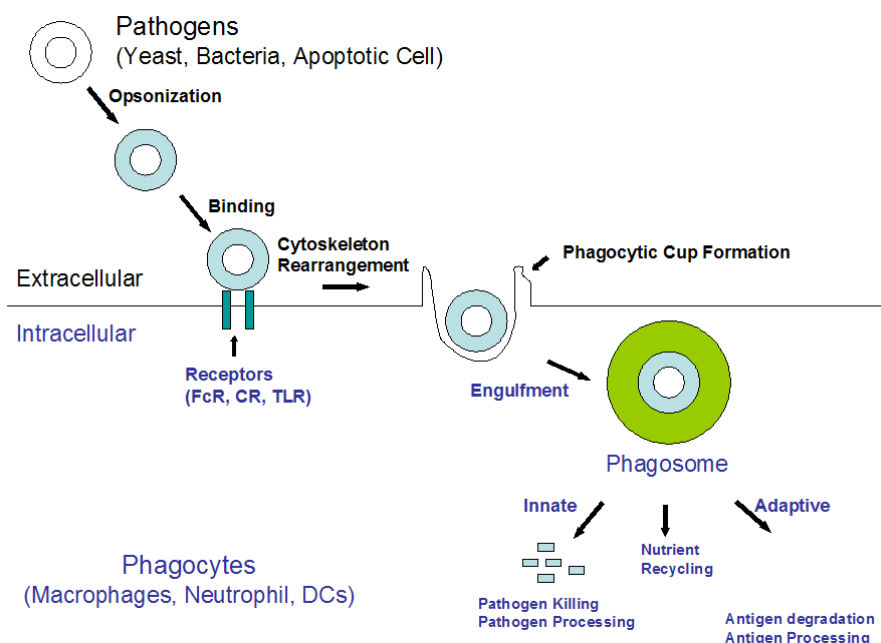 Pathogens
(Yeast, Bacteria, Apoptotic Cell)
Opsonization
Binding
Cytoskeleton
Rearrangement
Phagocytic Cup Formation
Extracellular
Intracellular
Receptors
(FcR, CR, TLR)
Engulfment
Phagosome
Innate
Adaptive
Nutrient
Recycling
Phagocytes
(Macrophages, Neutrophil, DCs)
Pathogen Killing
Pathogen Processing
Antigen degradation
Antigen Processing